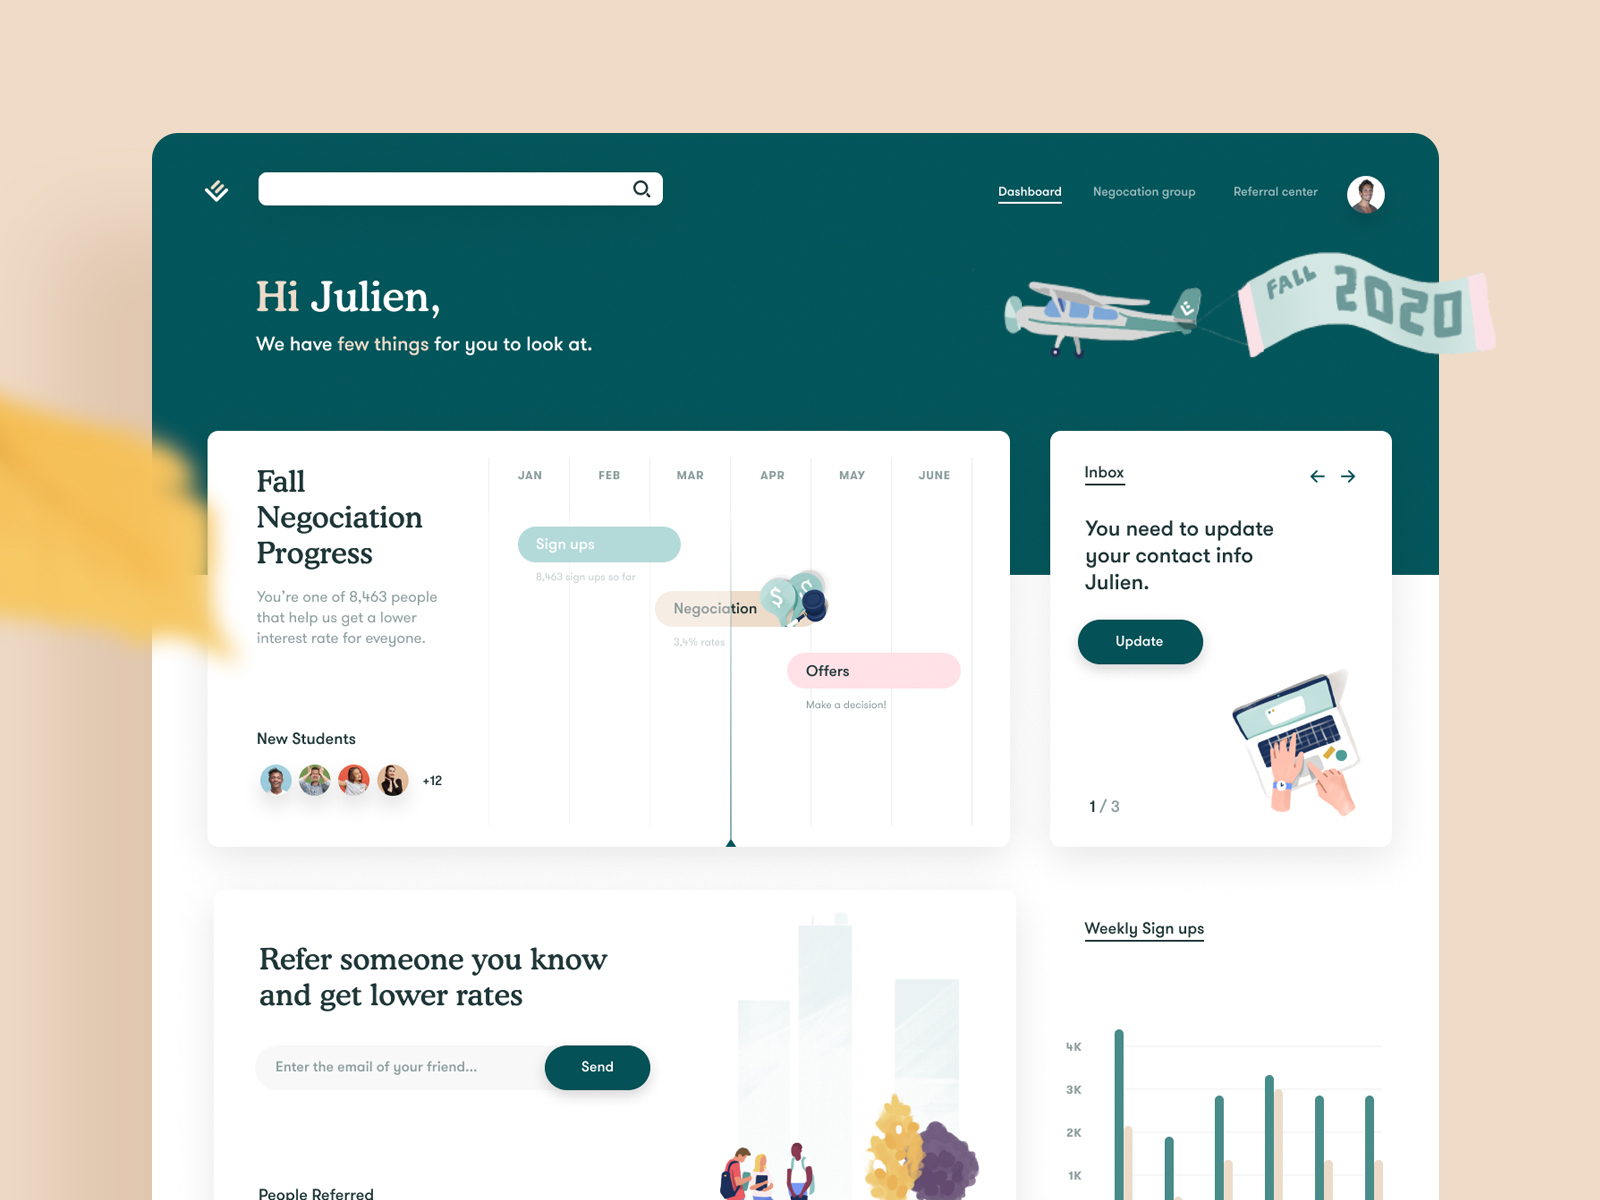 Dashboard
Negocation group
Referral center
Hi Julien,
We have few things for you to look at.
FALL 2020
Fall
Negociation
Progress
You're one of 8,463 people
that help us get a lower
interest rate for eveyone.
New Students
+12
JAN FEB MAR APR MAY JUNE
Sign ups
8,463 sign ups so far
Negociation
$ $
3,4% rates
Offers
Make a decision!
Inbox
You need to update
your contact info
Julien.
Update
1 / 3
Refer someone you know
and get lower rates
Enter the email of your friend...
Send
People Referred
Weekly Sign ups
4K
3K
2K
1K